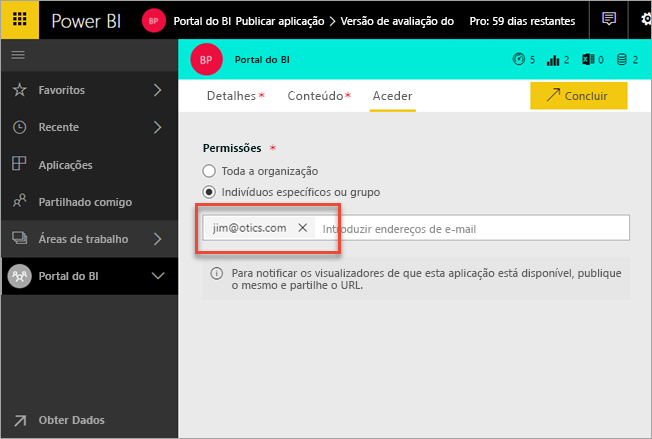 Power BI
BP Portal do BI Publicar aplicação > Versão de avaliação do Pro: 59 dias restantes
BP Portal do BI 5 2 0 2
Favoritos
Recente
Aplicações
Partilhado comigo
Áreas de trabalho
Portal do BI
Obter Dados
Detalhes* Conteúdo* Aceder Concluir
Permissões *
Toda a organização
Indivíduos específicos ou grupo
jim@otics.com X Introduzir endereços de e-mail
Para notificar os visualizadores de que esta aplicação está disponível, publique
o mesmo e partilhe o URL.